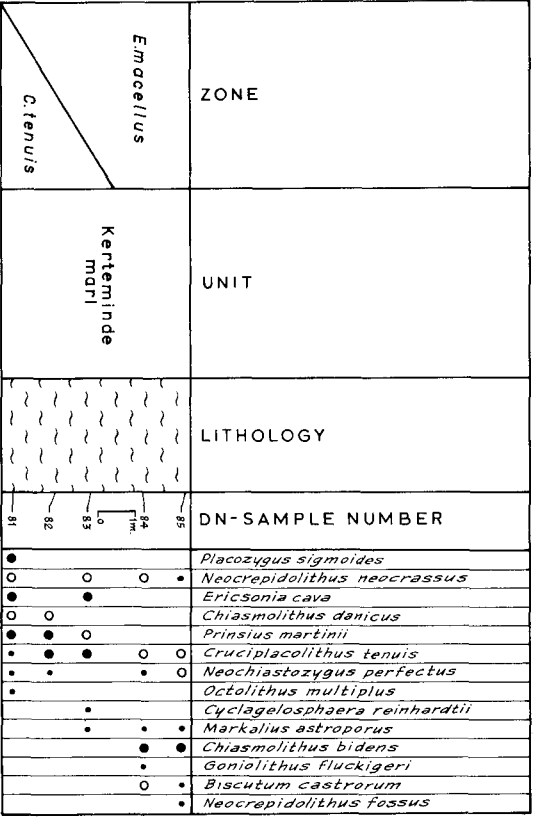 E.macellus
C.tenuis
ZONE
Kerteminde
marl
UNIT
LITHOLOGY
81 82 83 0 1m. 84 85
DN-SAMPLE NUMBER
Placozygus sigmoides
Neocrepidolithus neocrassus
Ericsonia cava
Chiasmolithus danicus
Prinsius martinii
Cruciplacolithus tenuis
Neochiastozygus perfectus
Octolithus multiplus
Cyclagelosphaera reinhardtii
Markalius astroporus
Chiasmolithus bidens
Goniolithus fluckigeri
Biscutum castrorum
Neocrepidolithus fossus